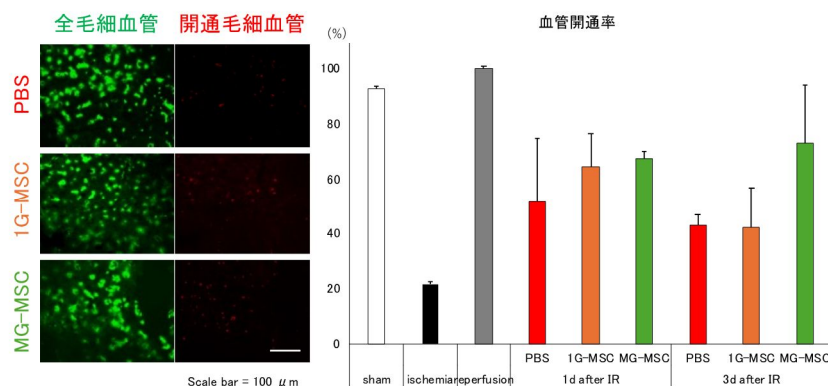 全毛細血管 開通毛細血管
PBS
1G-MSC
MG-MSC
Scale bar = 100 μm
血管開通率
(%)
100
80
60
40
20
0
PBS 1G-MSC MG-MSC PBS 1G-MSC MG-MSC
sham ischemia reperfusion 1d after IR 3d after IR